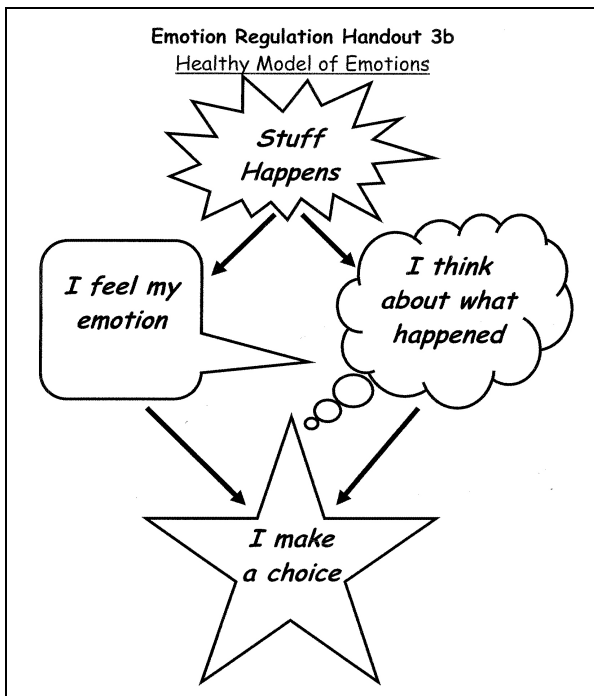 Emotion Regulation Handout 3b
Healthy Model of Emotions
Stuff
Happens
I feel my
emotion
I think
about what
happened
I make
a choice